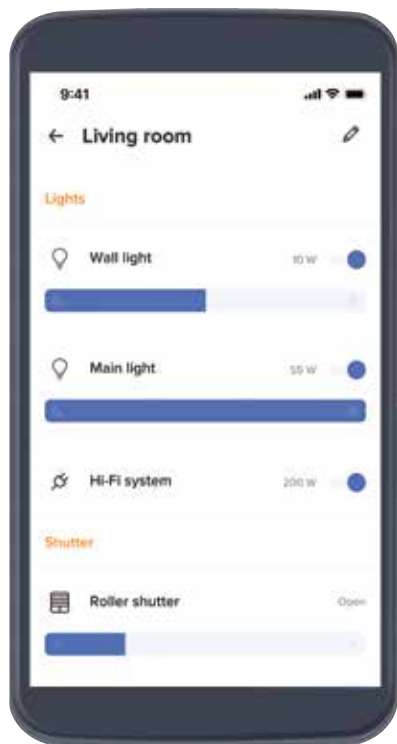 9:41
Living room
Lights
Wall light 10 W
Main light 55 W
Hi-Fi system 200 W
Shutter
Roller shutter Open